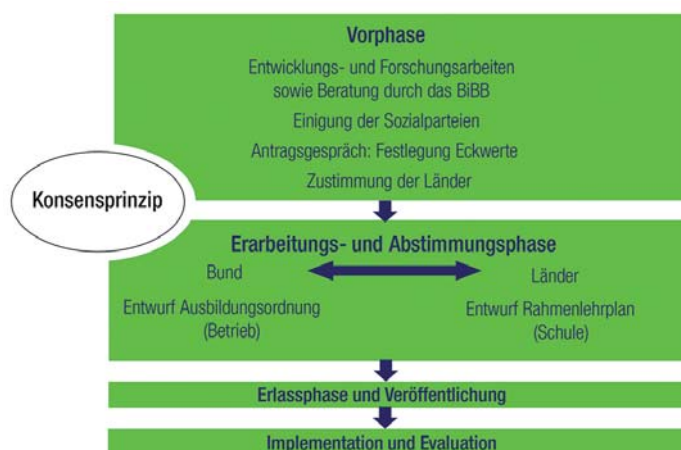 Vorphase
Entwicklungs- und Forschungsarbeiten
sowie Beratung durch das BiBB
Einigung der Sozialparteien
Antragsgespräch: Festlegung Eckwerte
Zustimmung der Länder
Konsensprinzip
Erarbeitungs- und Abstimmungsphase
Bund
Länder
Entwurf Ausbildungsordnung
(Betrieb)
Entwurf Rahmenlehrplan
(Schule)
Erlassphase und Veröffentlichung
Implementation und Evaluation